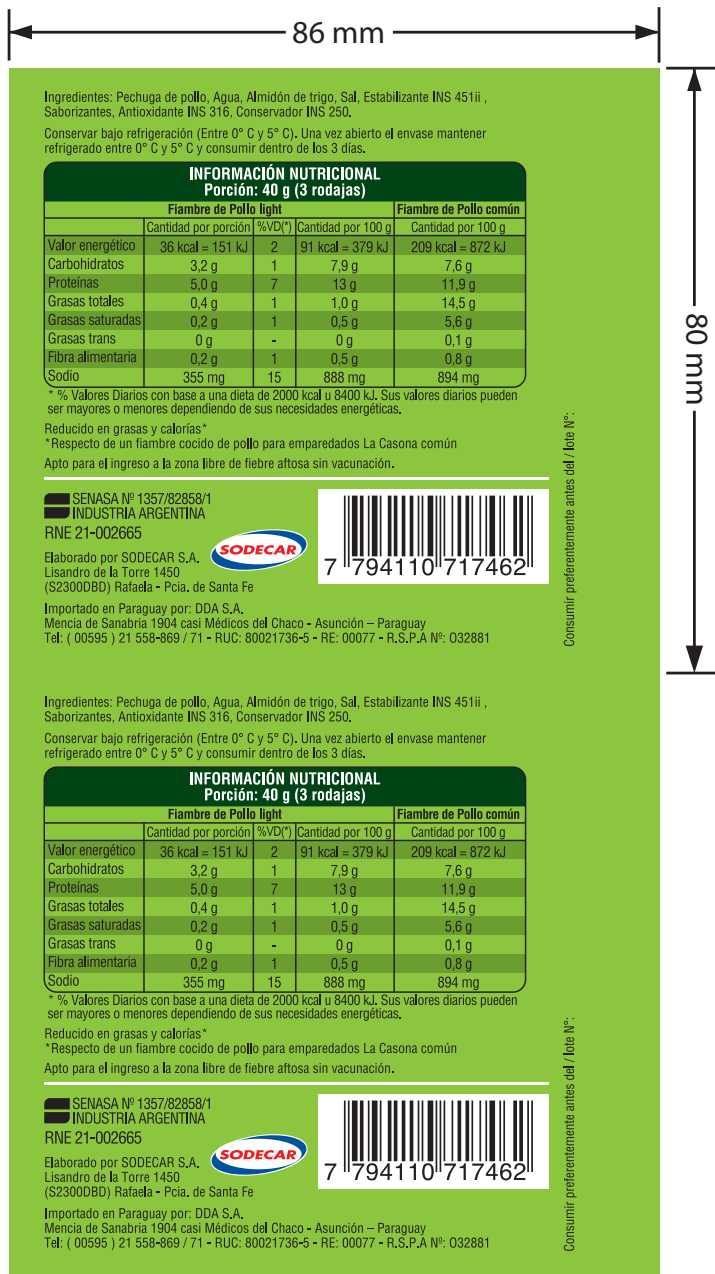 86 mm
80 mm
Ingredientes: Pechuga de pollo, Agua, Almidón de trigo, Sal, Estabilizante INS 451ii ,
Saborizantes, Antioxidante INS 316, Conservador INS 250.
Conservar bajo refrigeración (Entre 0° C y 5° C). Una vez abierto el envase mantener
refrigerado entre 0° C y 5° C y consumir dentro de los 3 días.
INFORMACIÓN NUTRICIONAL
Porción: 40 g (3 rodajas)
Fiambre de Pollo light Fiambre de Pollo común
Cantidad por porción %VD(*) Cantidad por 100 g Cantidad por 100 g
Valor energético 36 kcal = 151 kJ 2 91 kcal = 379 kJ 209 kcal = 872 kJ
Carbohidratos 3,2 g 1 7,9 g 7,6 g
Proteínas 5,0 g 7 13 g 11,9 g
Grasas totales 0,4 g 1 1,0 g 14,5 g
Grasas saturadas 0,2 g 1 0,5 g 5,6 g
Grasas trans 0 g - 0 g 0,1 g
Fibra alimentaria 0,2 g 1 0,5 g 0,8 g
Sodio 355 mg 15 888 mg 894 mg
* % Valores Diarios con base a una dieta de 2000 kcal u 8400 kJ. Sus valores diarios pueden
ser mayores o menores dependiendo de sus necesidades energéticas.
Reducido en grasas y calorías*
*Respecto de un fiambre cocido de pollo para emparedados La Casona común
Apto para el ingreso a la zona libre de fiebre aftosa sin vacunación.
SENASA Nº 1357/82858/1
INDUSTRIA ARGENTINA
RNE 21-002665
SODECAR
Elaborado por SODECAR S.A.
Lisandro de la Torre 1450
(S2300DBD) Rafaela - Pcia. de Santa Fe
7 794110 717462
Importado en Paraguay por: DDA S.A.
Mencia de Sanabria 1904 casi Médicos del Chaco - Asunción – Paraguay
Tel: ( 00595 ) 21 558-869 / 71 - RUC: 80021736-5 - RE: 00077 - R.S.P.A Nº: 032881
Consumir preferentemente antes del / lote N°:
Ingredientes: Pechuga de pollo, Agua, Almidón de trigo, Sal, Estabilizante INS 451ii ,
Saborizantes, Antioxidante INS 316, Conservador INS 250.
Conservar bajo refrigeración (Entre 0° C y 5° C). Una vez abierto el envase mantener
refrigerado entre 0° C y 5° C y consumir dentro de los 3 días.
INFORMACIÓN NUTRICIONAL
Porción: 40 g (3 rodajas)
Fiambre de Pollo light Fiambre de Pollo común
Cantidad por porción %VD(*) Cantidad por 100 g Cantidad por 100 g
Valor energético 36 kcal = 151 kJ 2 91 kcal = 379 kJ 209 kcal = 872 kJ
Carbohidratos 3,2 g 1 7,9 g 7,6 g
Proteínas 5,0 g 7 13 g 11,9 g
Grasas totales 0,4 g 1 1,0 g 14,5 g
Grasas saturadas 0,2 g 1 0,5 g 5,6 g
Grasas trans 0 g - 0 g 0,1 g
Fibra alimentaria 0,2 g 1 0,5 g 0,8 g
Sodio 355 mg 15 888 mg 894 mg
* % Valores Diarios con base a una dieta de 2000 kcal u 8400 kJ. Sus valores diarios pueden
ser mayores o menores dependiendo de sus necesidades energéticas.
Reducido en grasas y calorías*
*Respecto de un fiambre cocido de pollo para emparedados La Casona común
Apto para el ingreso a la zona libre de fiebre aftosa sin vacunación.
SENASA Nº 1357/82858/1
INDUSTRIA ARGENTINA
RNE 21-002665
SODECAR
Elaborado por SODECAR S.A.
Lisandro de la Torre 1450
(S2300DBD) Rafaela - Pcia. de Santa Fe
7 794110 717462
Importado en Paraguay por: DDA S.A.
Mencia de Sanabria 1904 casi Médicos del Chaco - Asunción – Paraguay
Tel: ( 00595 ) 21 558-869 / 71 - RUC: 80021736-5 - RE: 00077 - R.S.P.A Nº: 032881
Consumir preferentemente antes del / lote N°: